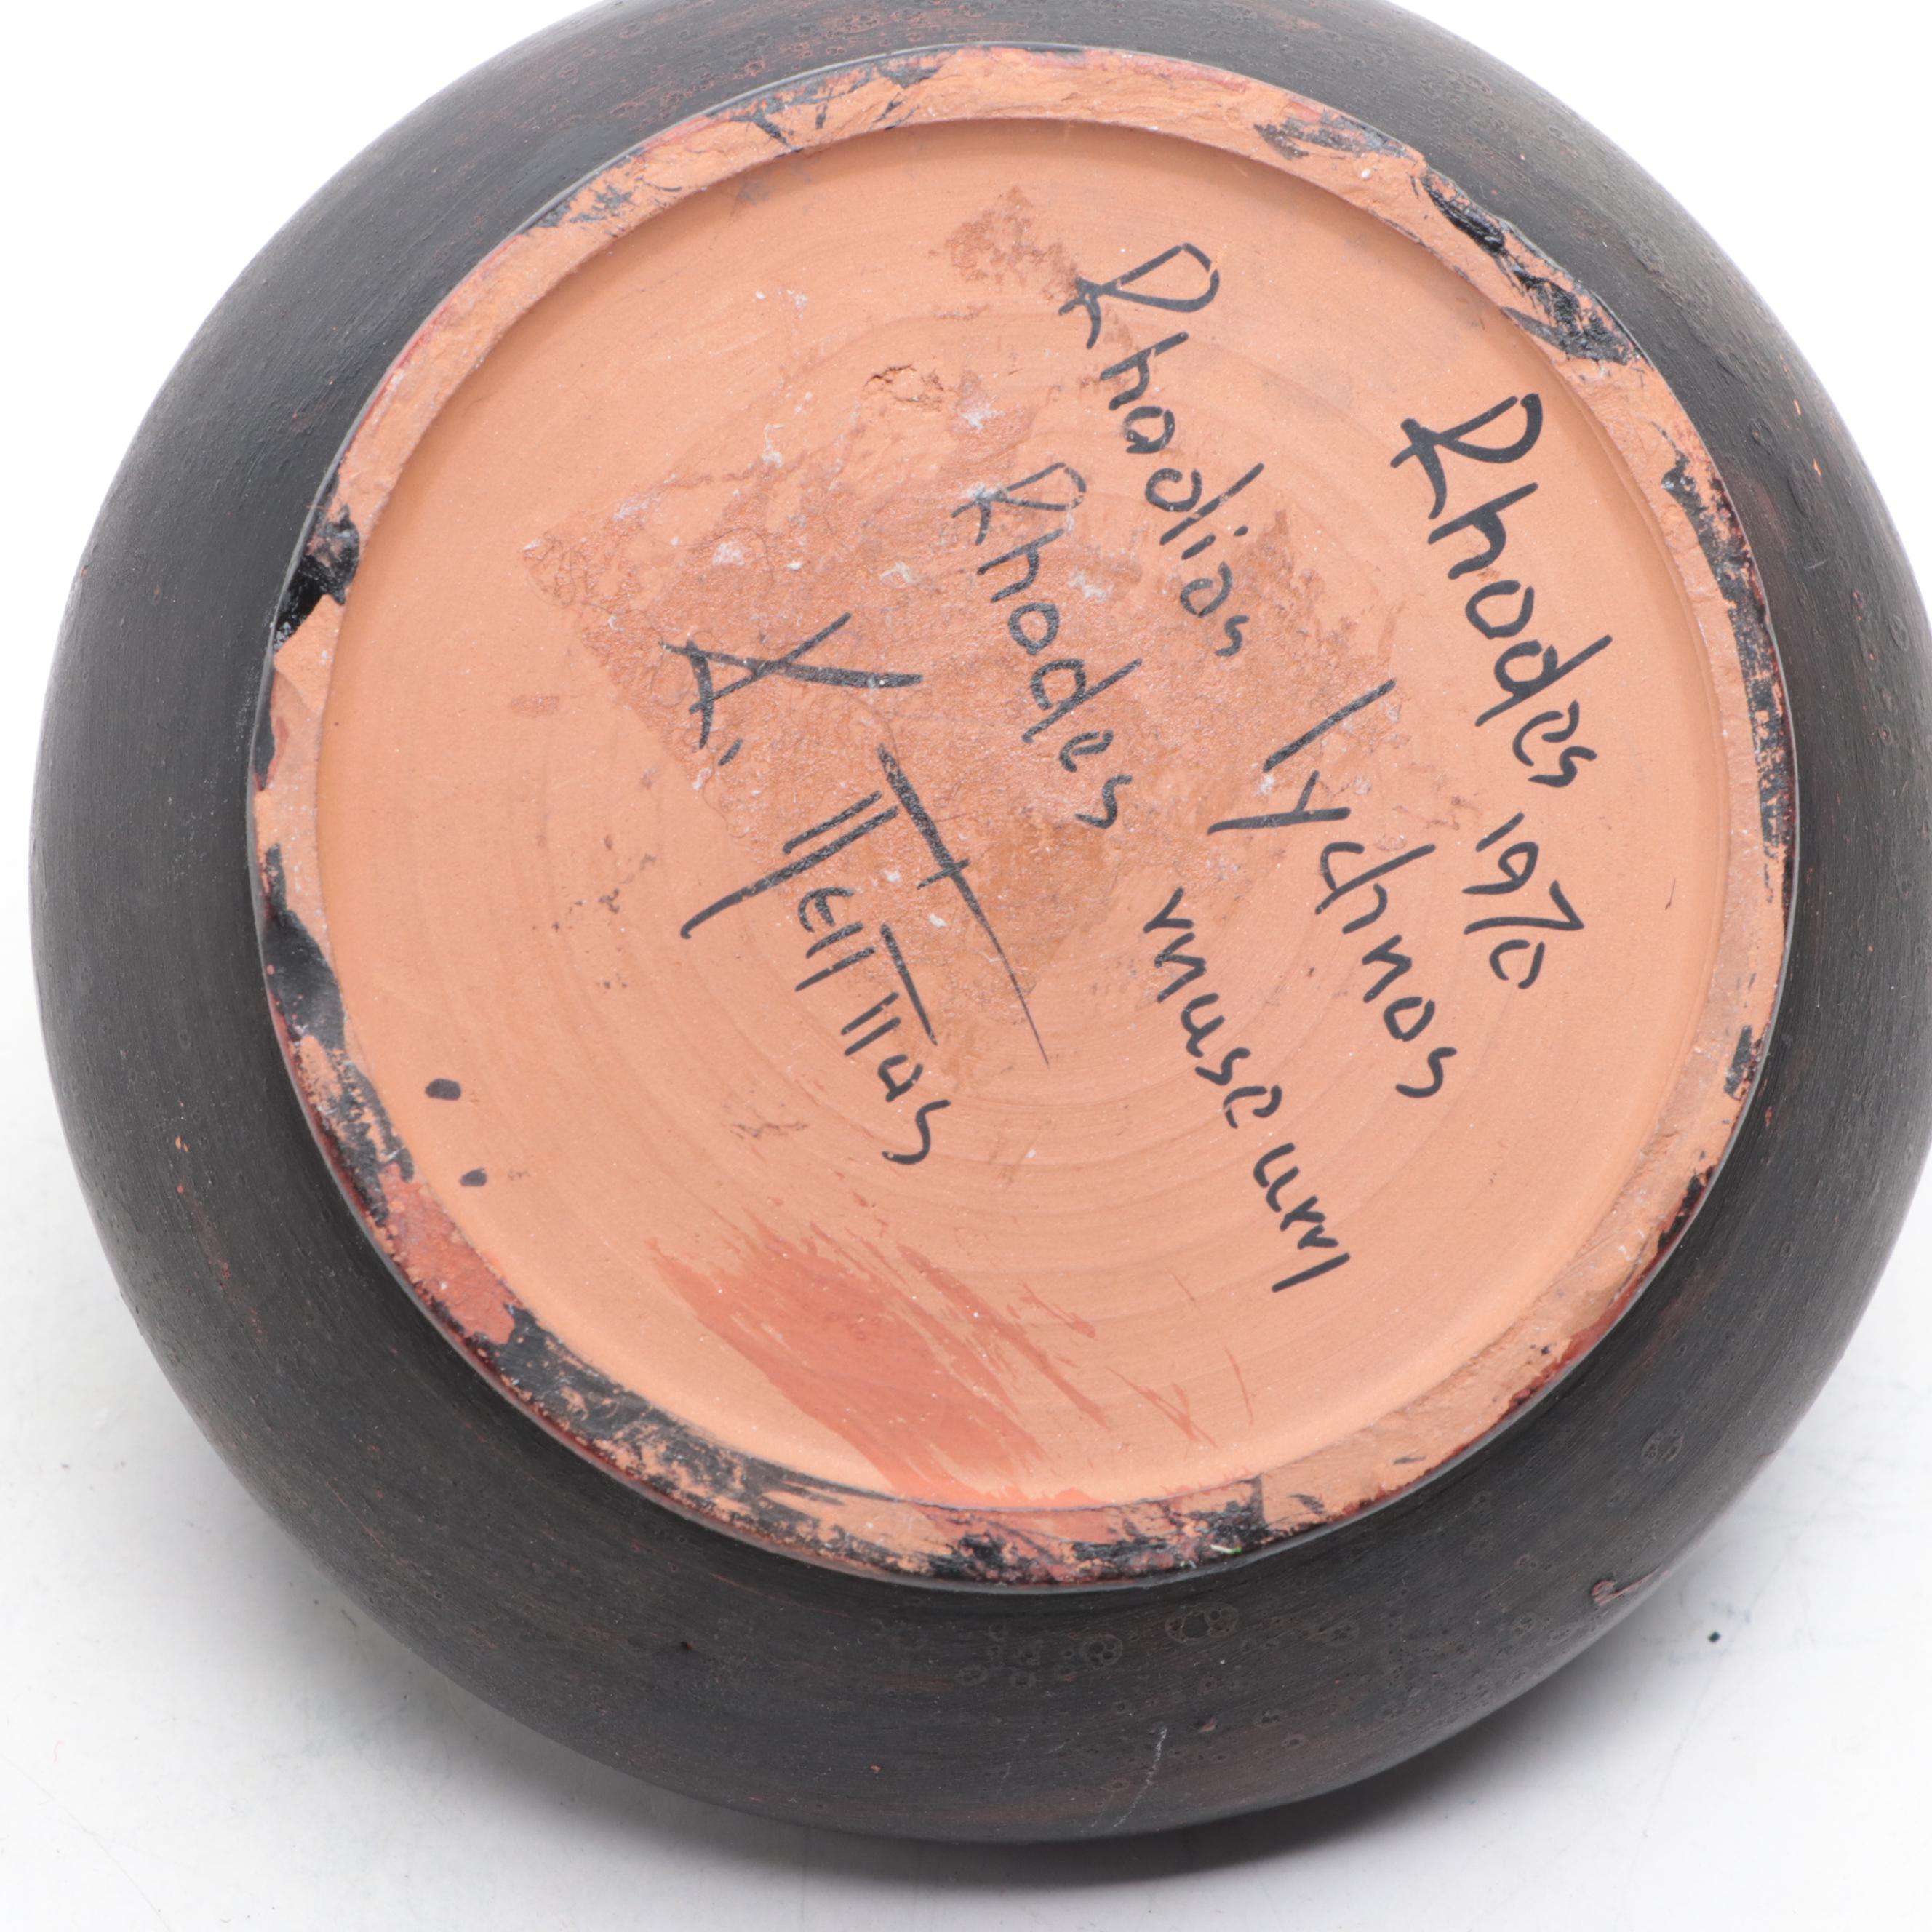 Rhodes 1970
Rhodias lychnos
Rhodes museum